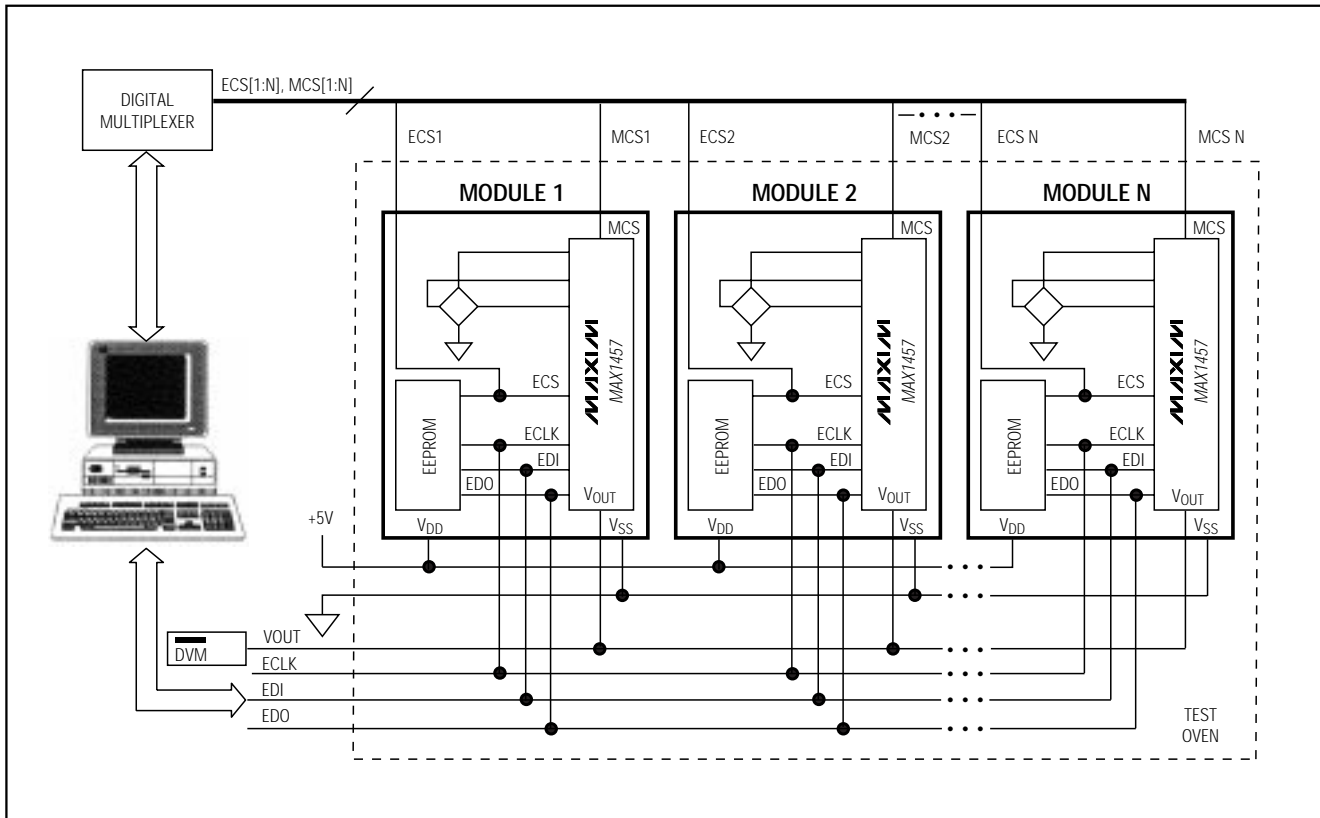 ECS[1:N], MCS[1:N]
DIGITAL
MULTIPLEXER
ECS1
MCS1
ECS2
MCS2
ECS N
MCS N
MODULE 1
MODULE 2
MODULE N
MCS
MAXIM
MAX1457
ECS
ECLK
EDI
EDO
EEPROM
VOUT
VDD
VSS
MCS
MAXIM
MAX1457
ECS
ECLK
EDI
EDO
EEPROM
VOUT
VDD
VSS
MCS
MAXIM
MAX1457
ECS
ECLK
EDI
EDO
EEPROM
VOUT
VDD
VSS
+5V
VOUT
DVM
ECLK
EDI
EDO
TEST
OVEN